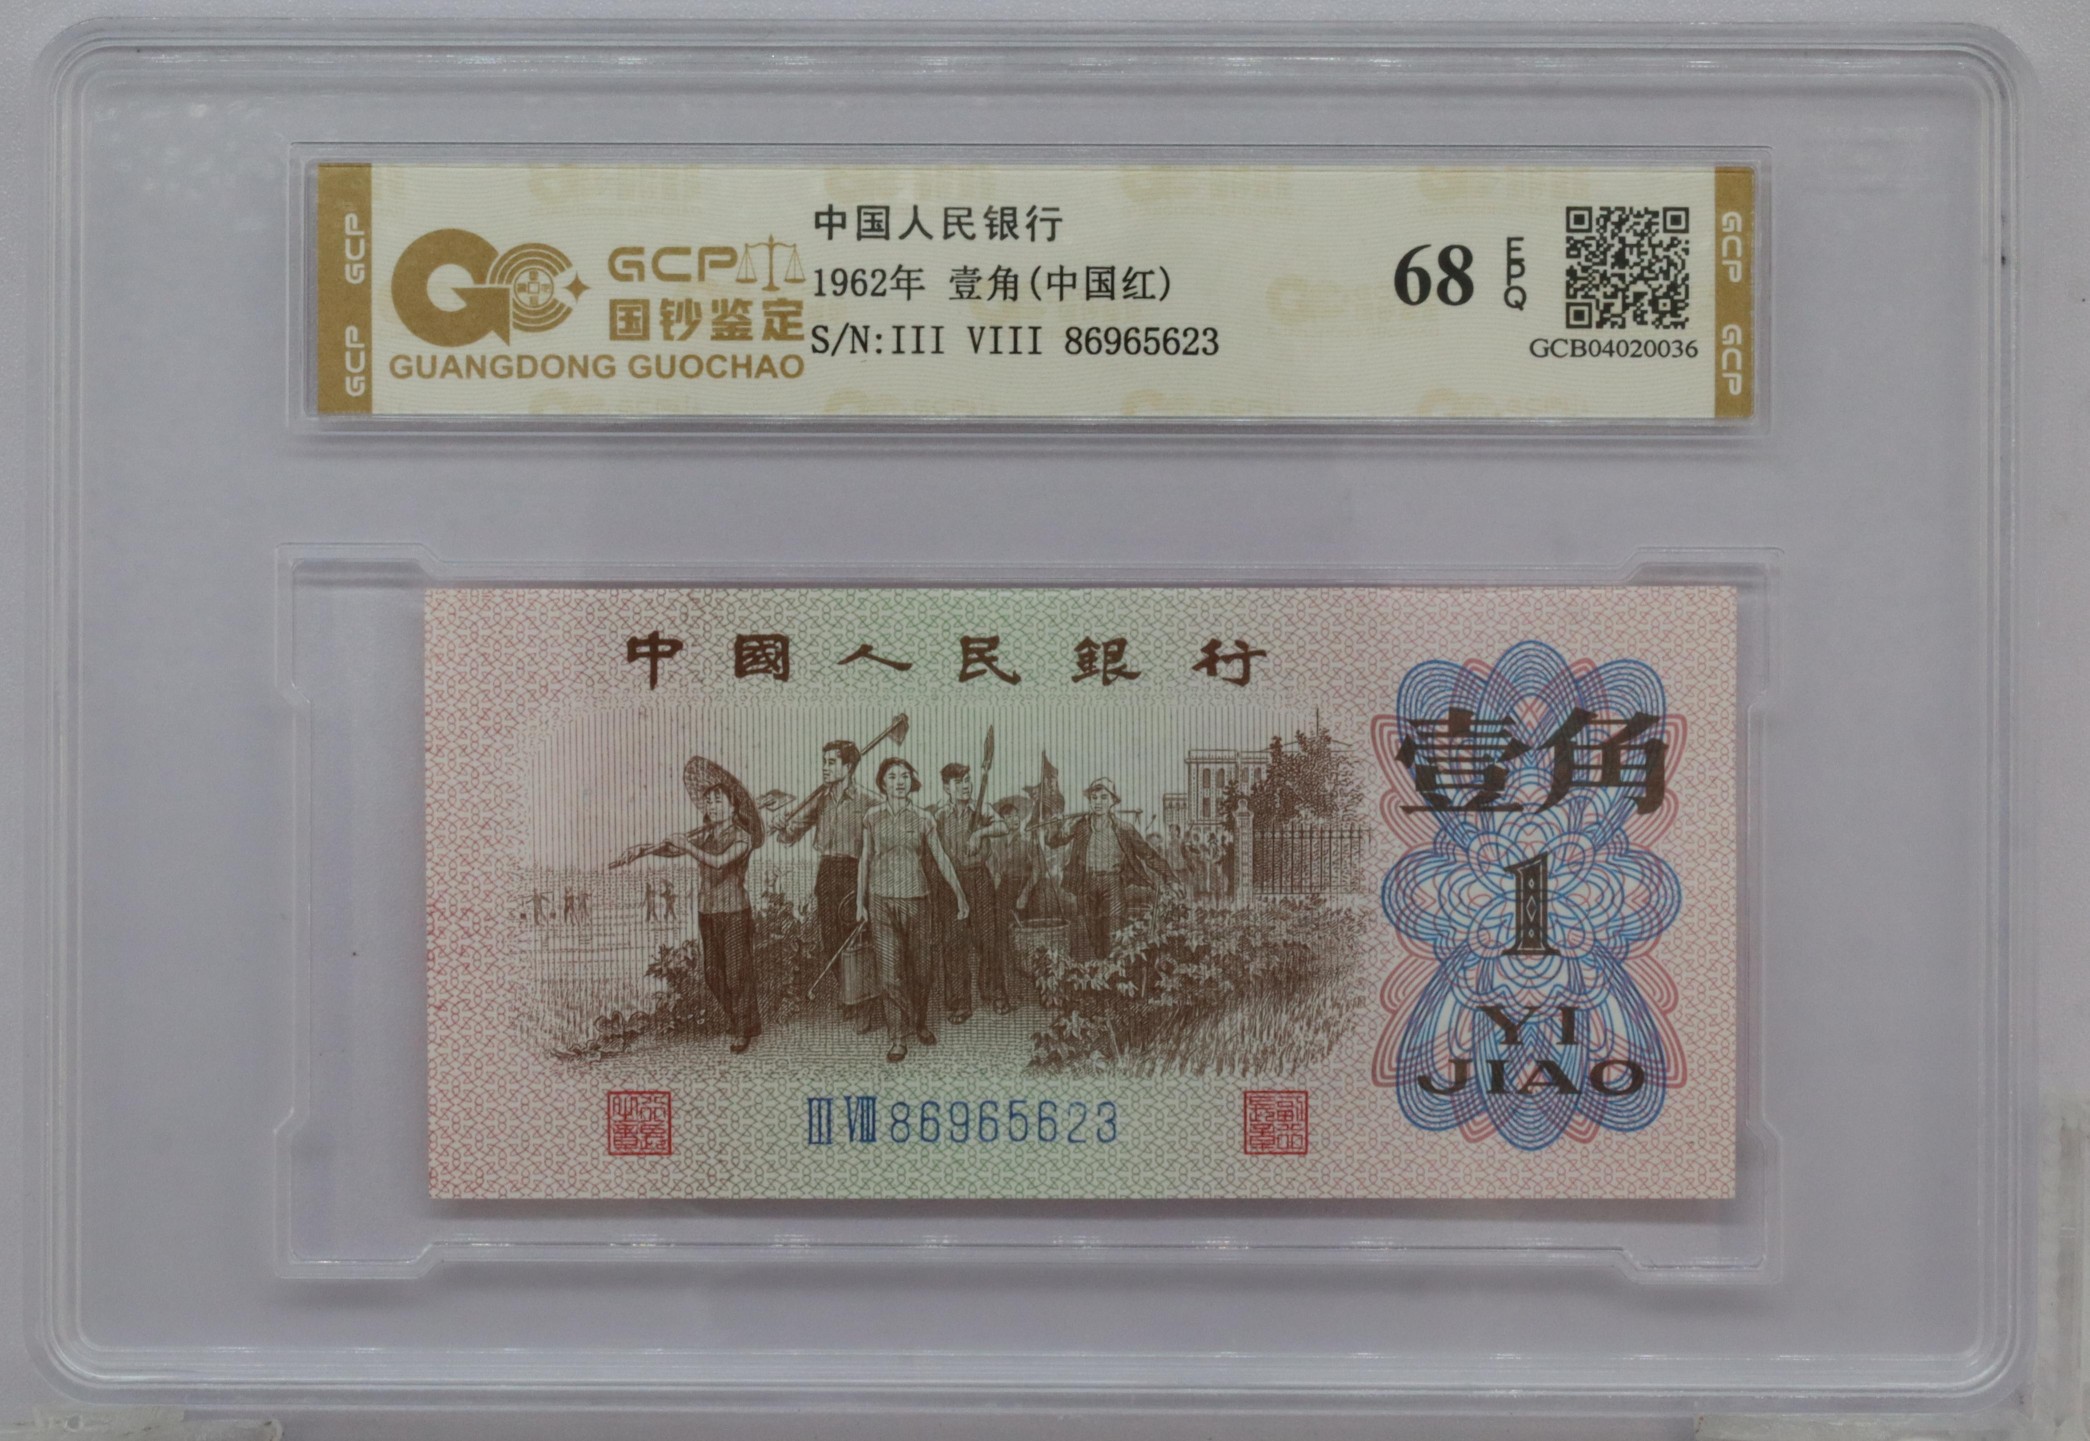 GCP
GCP
GCP
国钞鉴定
GUANGDONG GUOCHAO
中国人民银行
1962年 壹角(中国红)
S/N:III VIII 86965623
68
EPQ
GCB04020036
GCP
GCP
中國人民銀行
壹角
1
YI
JIAO
III VIII 86965623